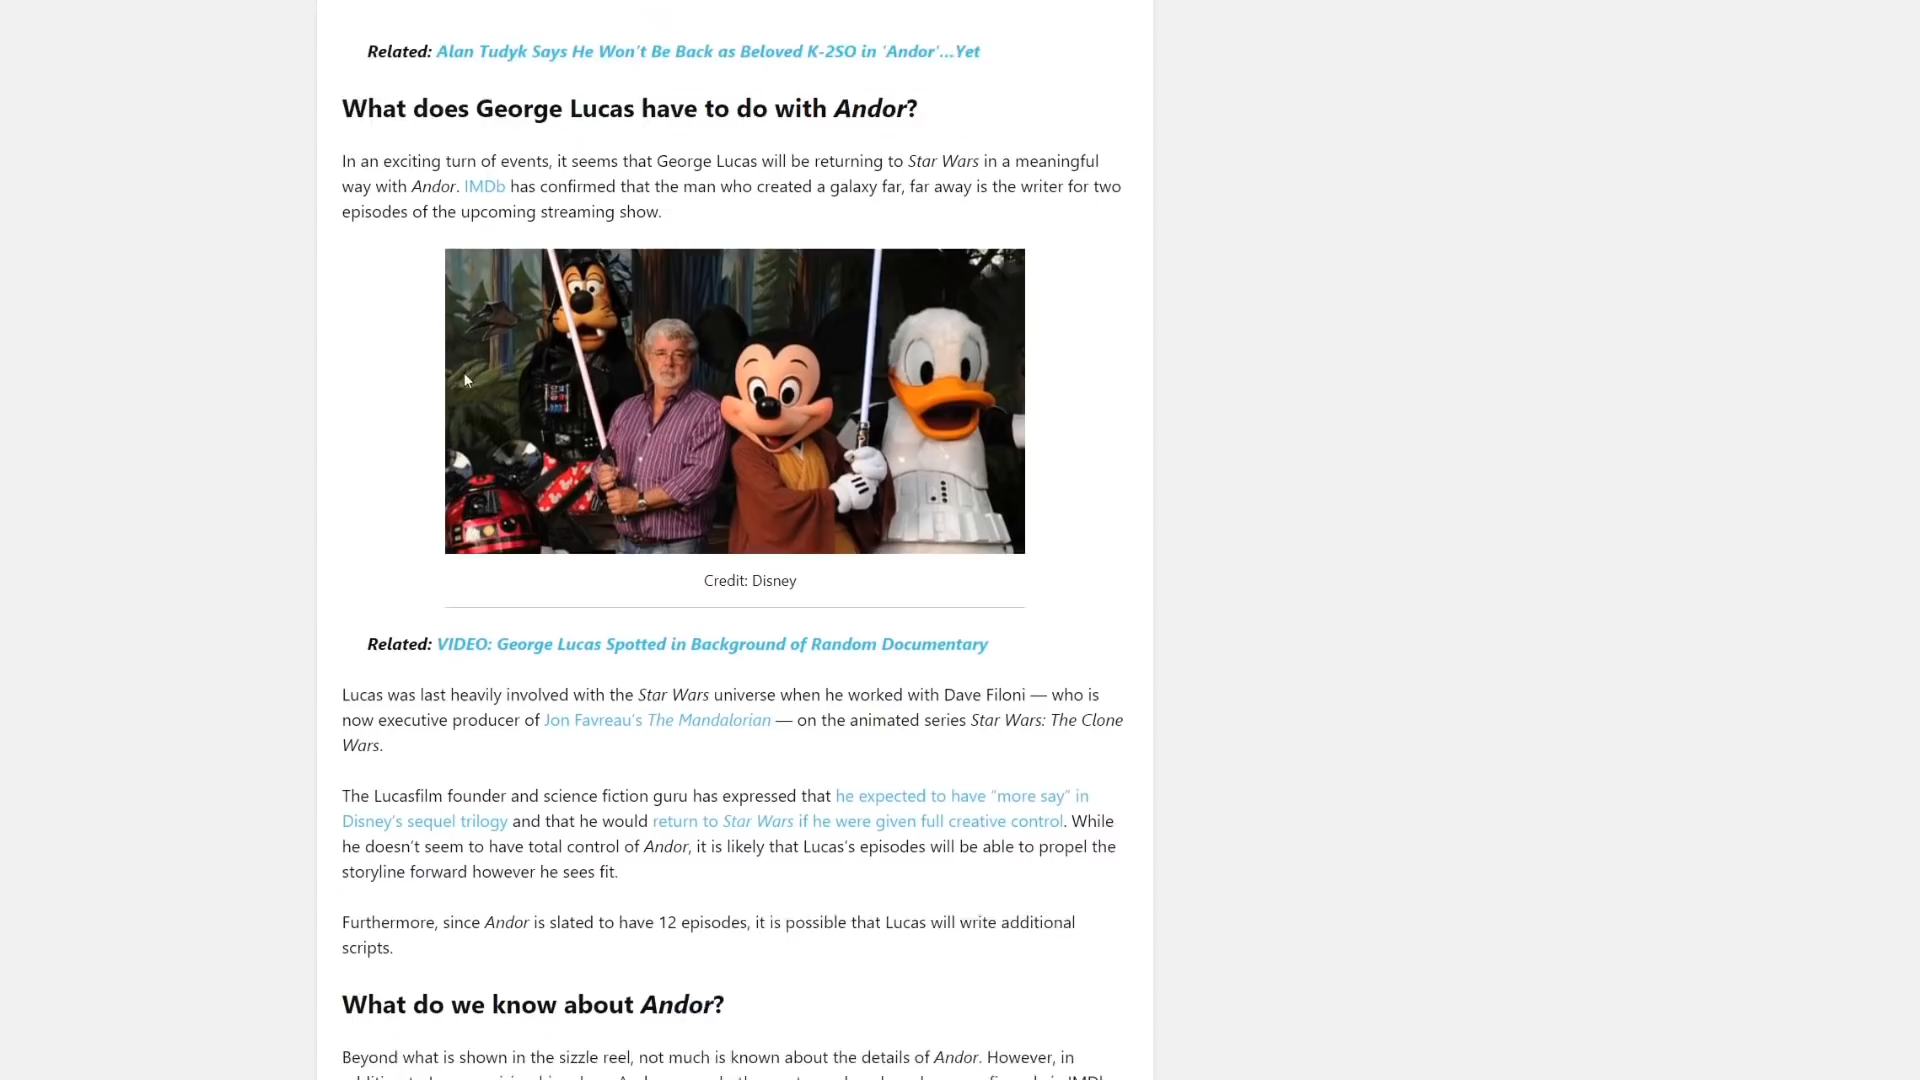 Related: Alan Tudyk Says He Won't Be Back as Beloved K-2SO in 'Andor'...Yet
What does George Lucas have to do with Andor?
In an exciting turn of events, it seems that George Lucas will be returning to Star Wars in a meaningful
way with Andor. IMDb has confirmed that the man who created a galaxy far, far away is the writer for two
episodes of the upcoming streaming show.
Credit: Disney
Related: VIDEO: George Lucas Spotted in Background of Random Documentary
Lucas was last heavily involved with the Star Wars universe when he worked with Dave Filoni — who is
now executive producer of Jon Favreau's The Mandalorian — on the animated series Star Wars: The Clone
Wars.
The Lucasfilm founder and science fiction guru has expressed that he expected to have "more say" in
Disney's sequel trilogy and that he would return to Star Wars if he were given full creative control. While
he doesn't seem to have total control of Andor, it is likely that Lucas's episodes will be able to propel the
storyline forward however he sees fit.
Furthermore, since Andor is slated to have 12 episodes, it is possible that Lucas will write additional
scripts.
What do we know about Andor?
Beyond what is shown in the sizzle reel, not much is known about the details of Andor. However, in